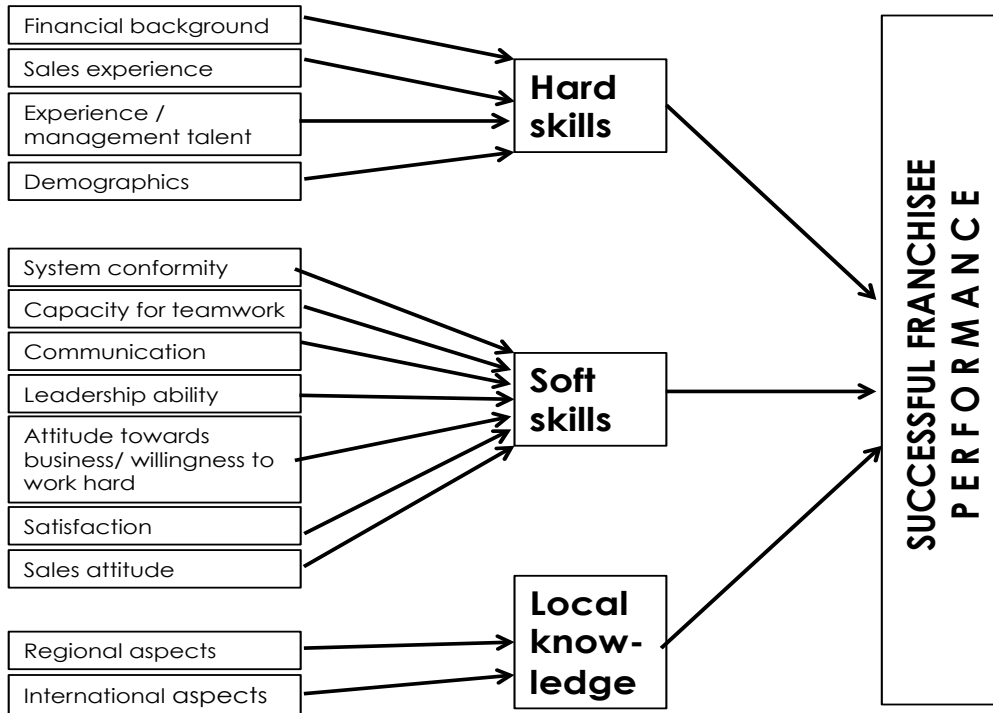 Financial background
Sales experience
Experience /
management talent
Demographics
Hard
skills
System conformity
Capacity for teamwork
Communication
Leadership ability
Attitude towards
business/ willingness to
work hard
Satisfaction
Sales attitude
Soft
skills
Regional aspects
International aspects
Local
know-
ledge
SUCCESSFUL FRANCHISEE
PERFORMANCE